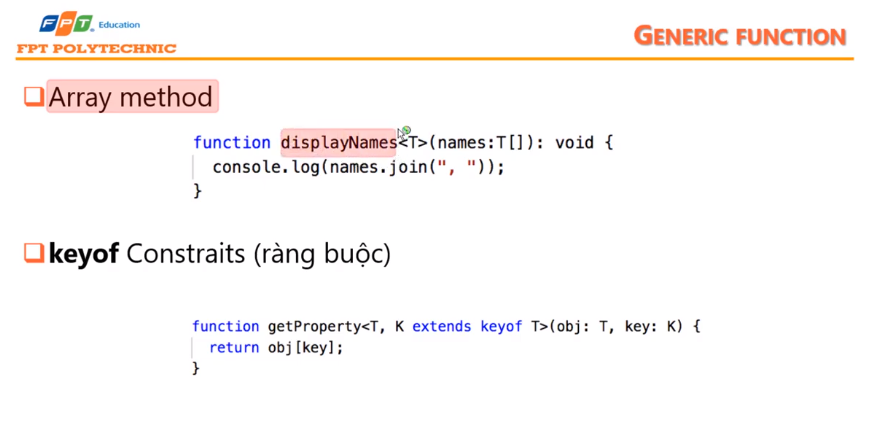 FPT Education
FPT POLYTECHNIC
GENERIC FUNCTION
Array method
function displayNames<T>(names:T[]): void {
console.log(names.join(", "));
}
keyof Constraits (ràng buộc)
function getProperty<T, K extends keyof T>(obj: T, key: K) {
return obj[key];
}